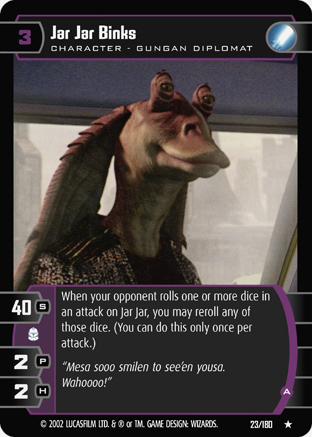 3
Jar Jar Binks
CHARACTER - GUNGAN DIPLOMAT
40 S
When your opponent rolls one or more dice in
an attack on Jar Jar, you may reroll any of
those dice. (You can do this only once per
attack.)
2 P
“Mesa sooo smilen to see'en yousa.
Wahoooo!”
2 H
A
© 2002 LUCASFILM LTD. & ® or TM. GAME DESIGN: WIZARDS.
23/180